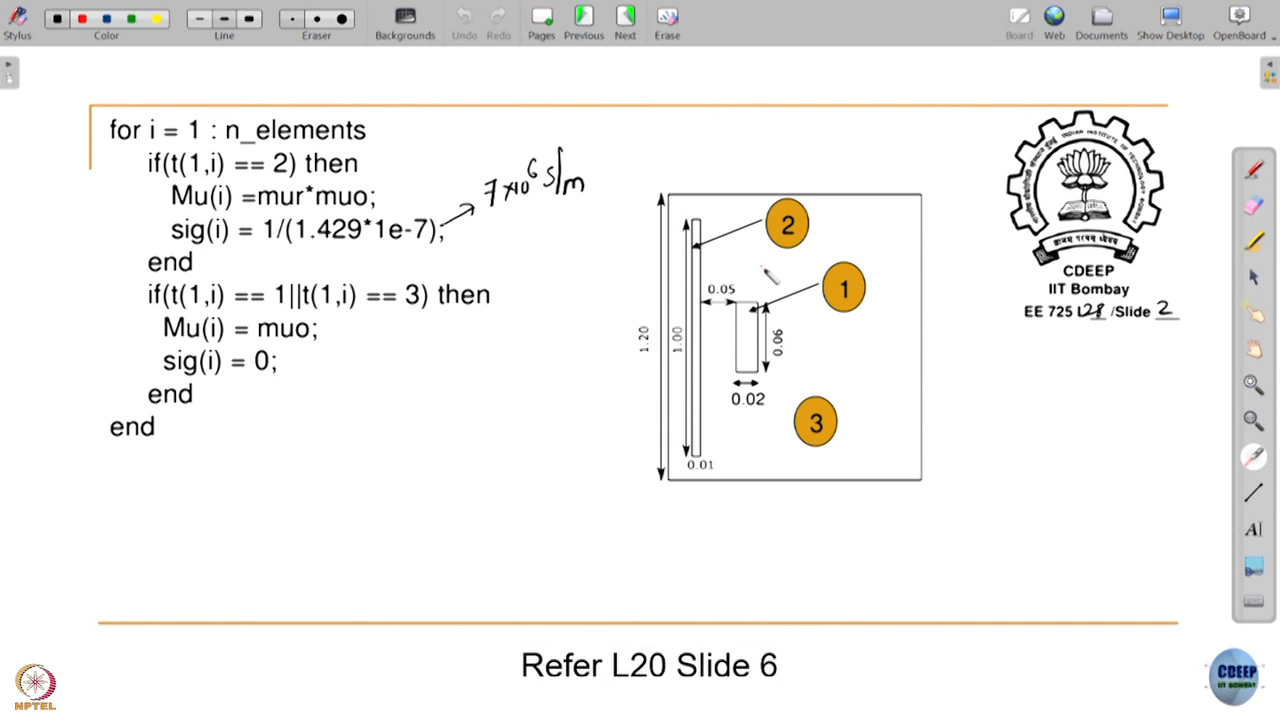 Stylus
Color
Line
Eraser
Backgrounds
Undo
Redo
Pages
Previous
Next
Erase
Board
Web
Documents
Show Desktop
OpenBoard
for i = 1 : n_elements
if(t(1,i) == 2) then
Mu(i) =mur*muo;
sig(i) = 1/(1.429*1e-7);
7×10⁶ S/m
end
if(t(1,i) == 1||t(1,i) == 3) then
Mu(i) = muo;
sig(i) = 0;
end
end
2
1
0.05
1.20
1.00
0.06
0.02
3
0.01
CDEEP
IIT Bombay
EE 725 L28 /Slide 2
AI
Refer L20 Slide 6
NPTEL
CDEEP
IIT BOMBAY